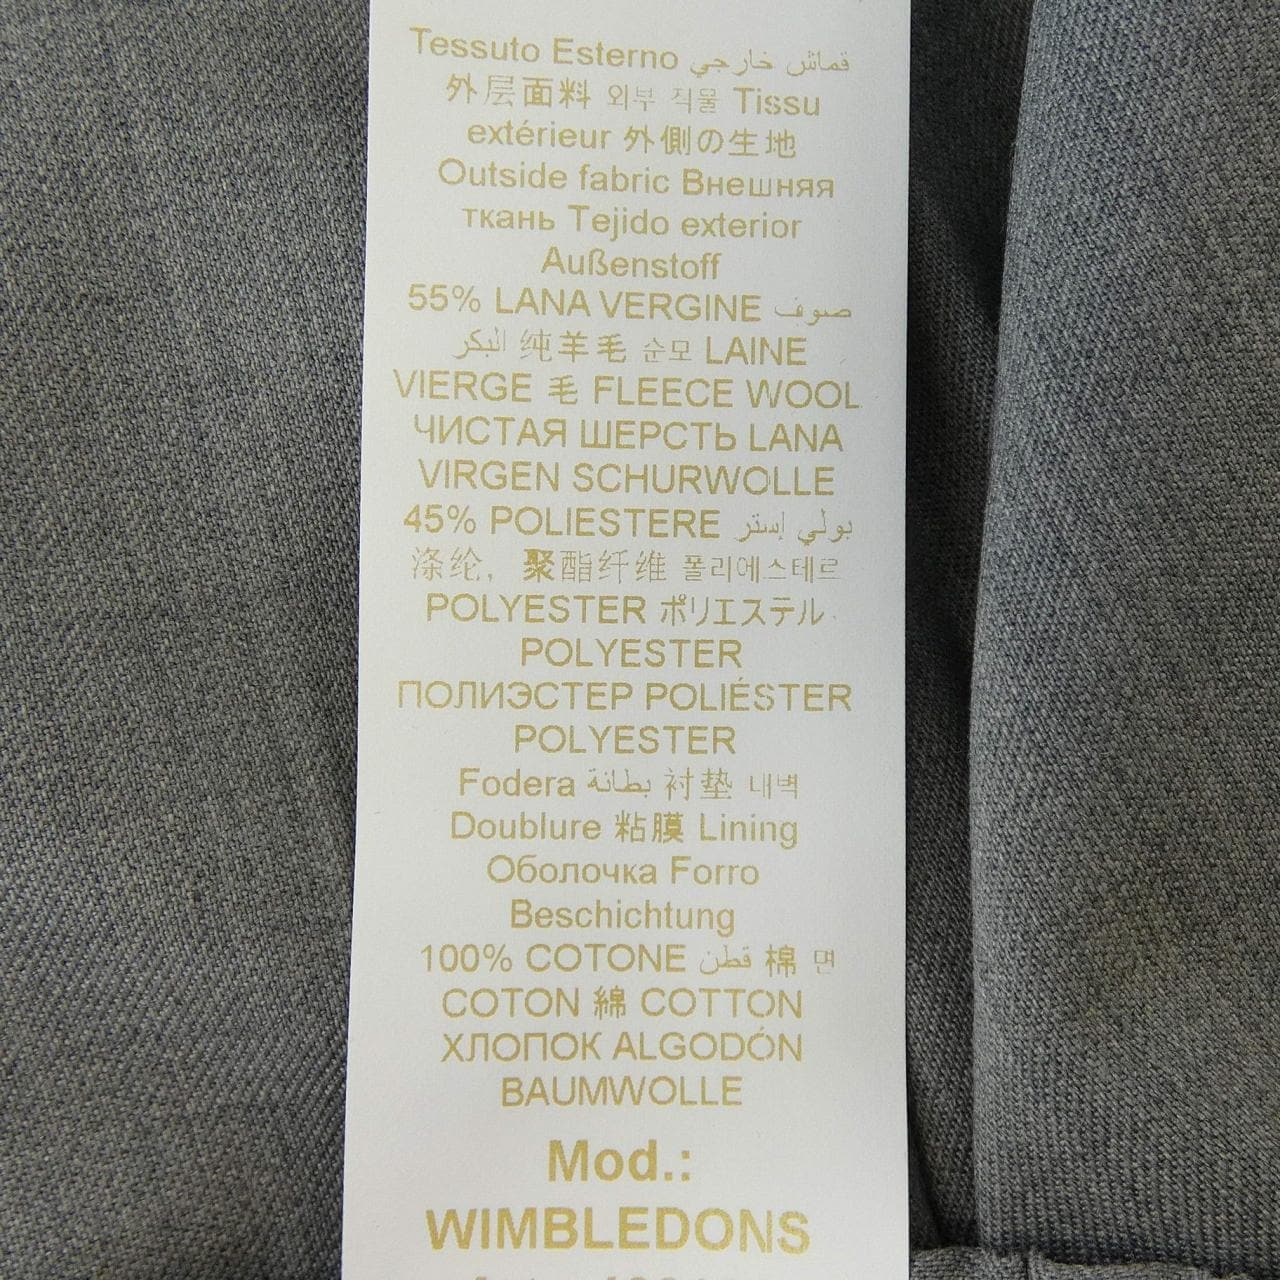 Tessuto Esterno قماش خارجي
外层面料 외부 직물 Tissu
extérieur 外側の生地
Outside fabric Внешняя
ткань Tejido exterior
Außenstoff
55% LANA VERGINE صوف
البكر 纯羊毛 순모 LAINE
VIERGE 毛 FLEECE WOOL
ЧИСТАЯ ШЕРСТЬ LANA
VIRGEN SCHURWOLLE
45% POLIESTERE بولي إستر
涤纶，聚酯纤维 폴리에스테르
POLYESTER ポリエステル
POLYESTER
ПОЛИЭСТЕР POLIÉSTER
POLYESTER
Fodera بطانة 衬垫 내벽
Doublure 粘膜 Lining
Оболочка Forro
Beschichtung
100% COTONE قطن 棉 면
COTON 綿 COTTON
ХЛОПОК ALGODÓN
BAUMWOLLE
Mod.:
WIMBLEDONS